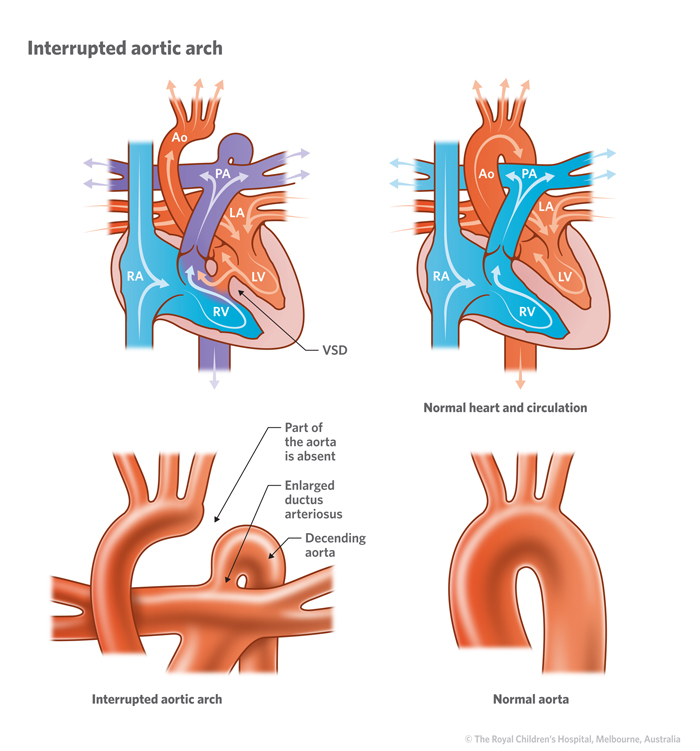 Interrupted aortic arch
Ao
PA
LA
RA
LV
RV
VSD
Ao
PA
LA
RA
LV
RV
Normal heart and circulation
Part of
the aorta
is absent
Enlarged
ductus
arteriosus
Decending
aorta
Interrupted aortic arch
Normal aorta
© The Royal Children's Hospital, Melbourne, Australia